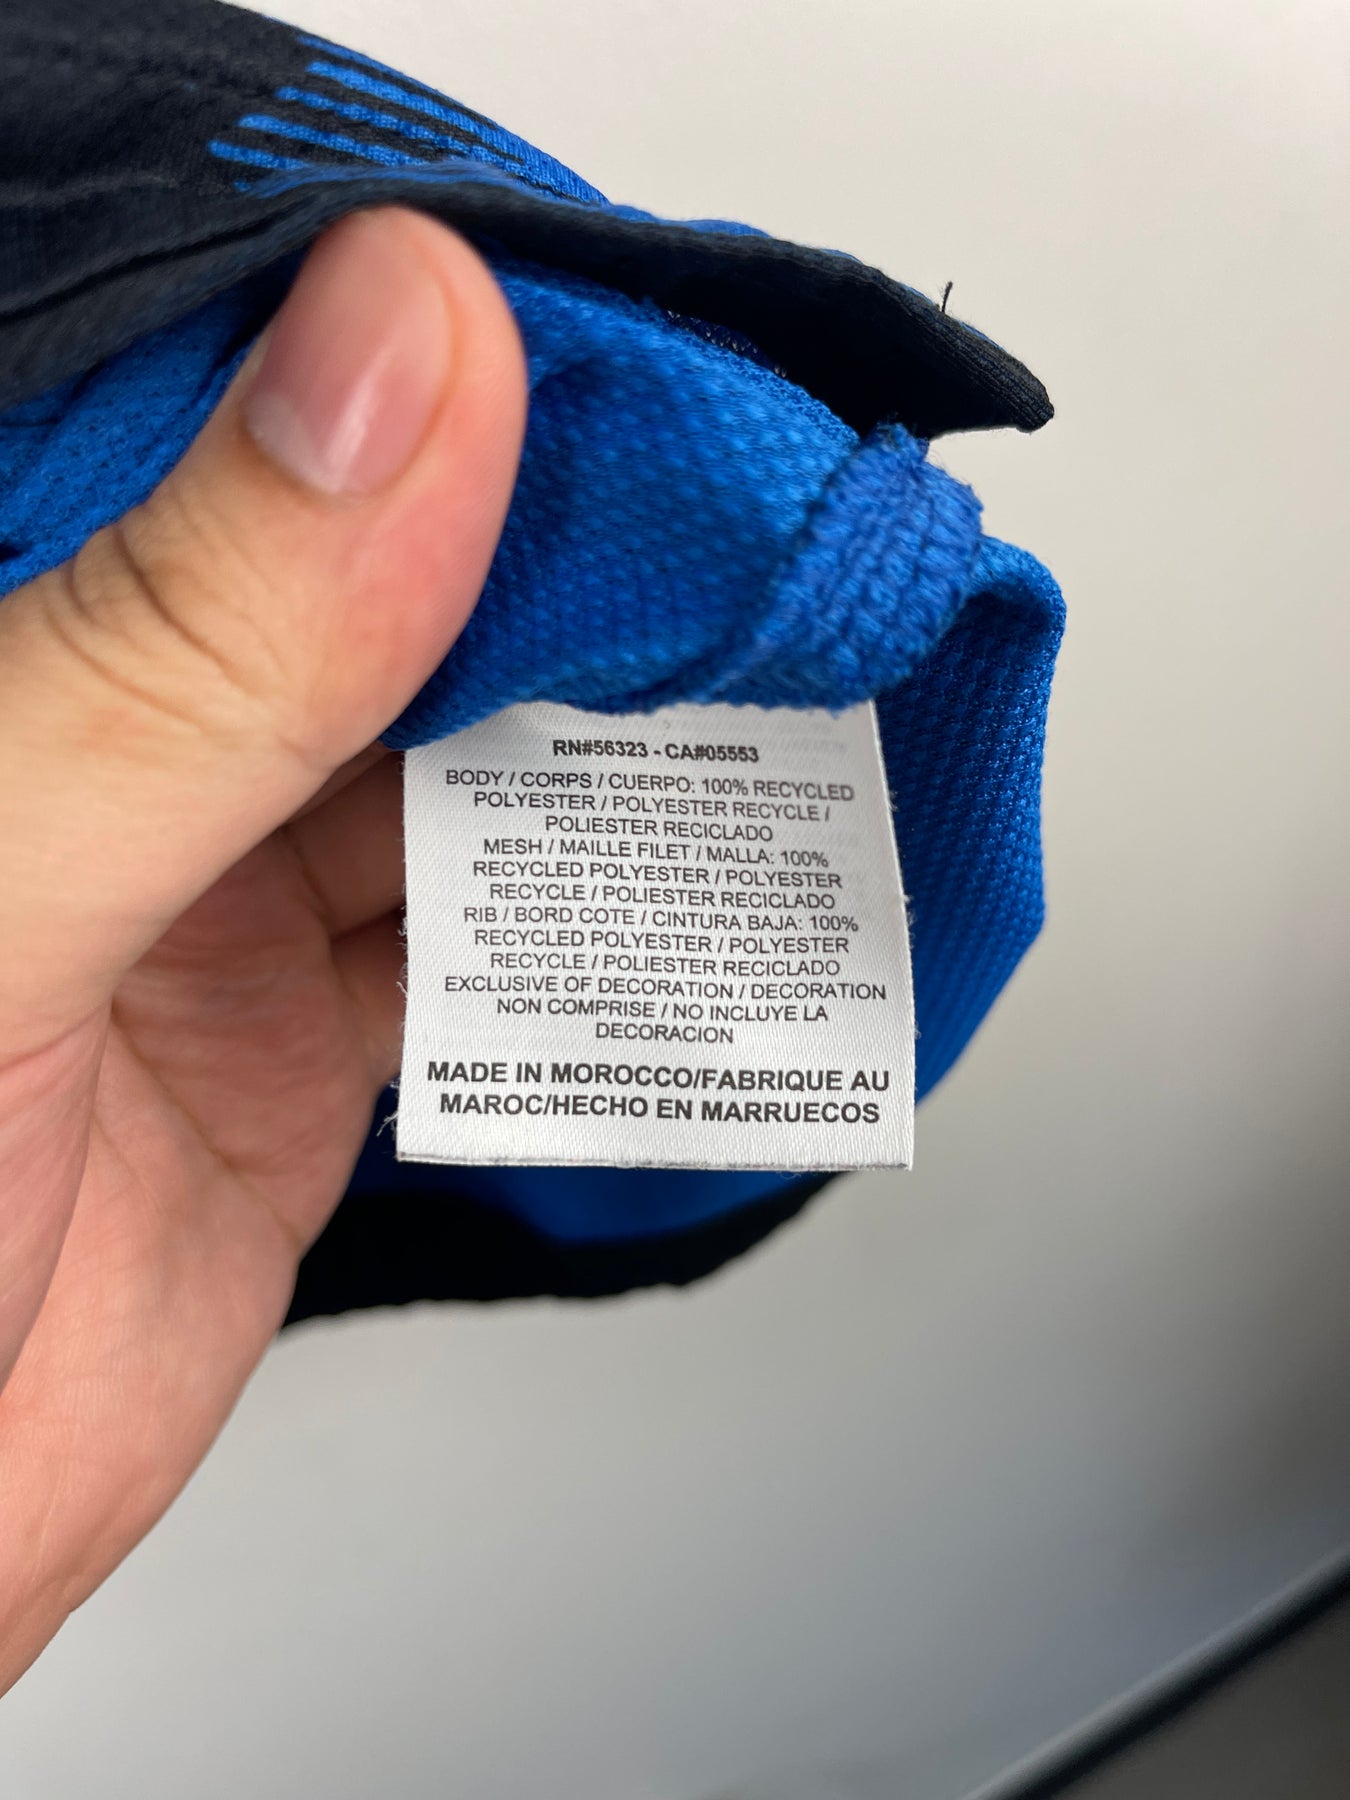 RN#56323 - CA#05553
BODY / CORPS / CUERPO: 100% RECYCLED
POLYESTER / POLYESTER RECYCLE /
POLIESTER RECICLADO
MESH / MAILLE FILET / MALLA: 100%
RECYCLED POLYESTER / POLYESTER
RECYCLE / POLIESTER RECICLADO
RIB / BORD COTE / CINTURA BAJA: 100%
RECYCLED POLYESTER / POLYESTER
RECYCLE / POLIESTER RECICLADO
EXCLUSIVE OF DECORATION / DECORATION
NON COMPRISE / NO INCLUYE LA
DECORACION
MADE IN MOROCCO/FABRIQUE AU
MAROC/HECHO EN MARRUECOS